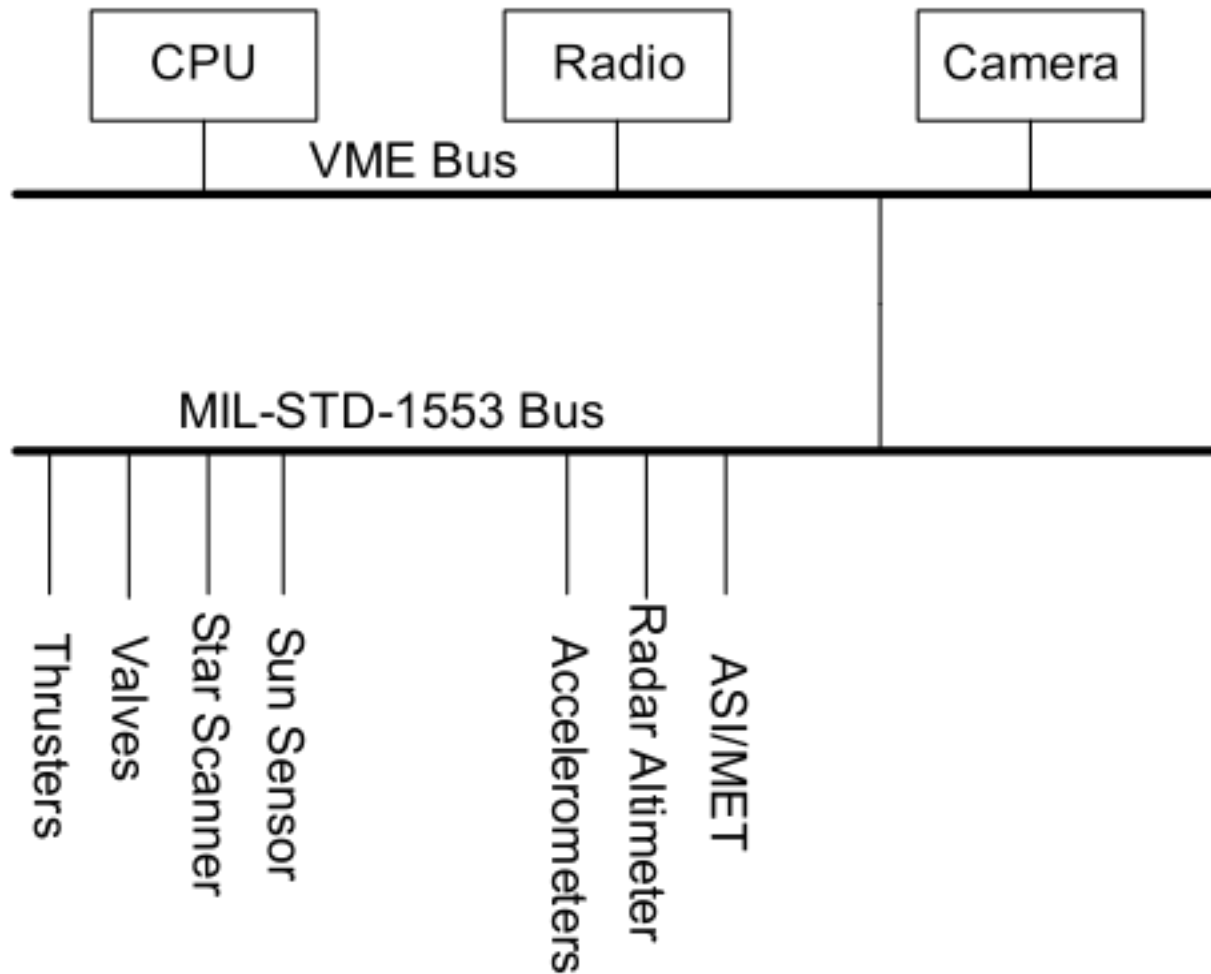 CPU
Radio
Camera
VME Bus
MIL-STD-1553 Bus
Thrusters
Valves
Star Scanner
Sun Sensor
Accelerometers
Radar Altimeter
ASI/MET